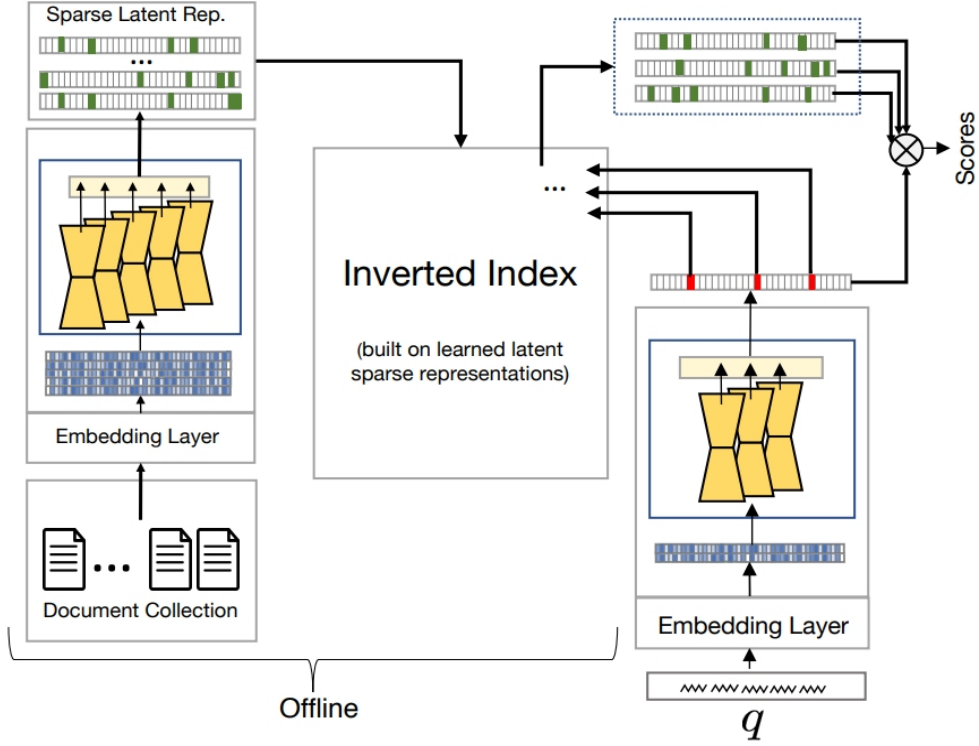 Sparse Latent Rep.
...
Embedding Layer
...
Document Collection
Offline
...
Inverted Index
(built on learned latent
sparse representations)
Scores
Embedding Layer
q